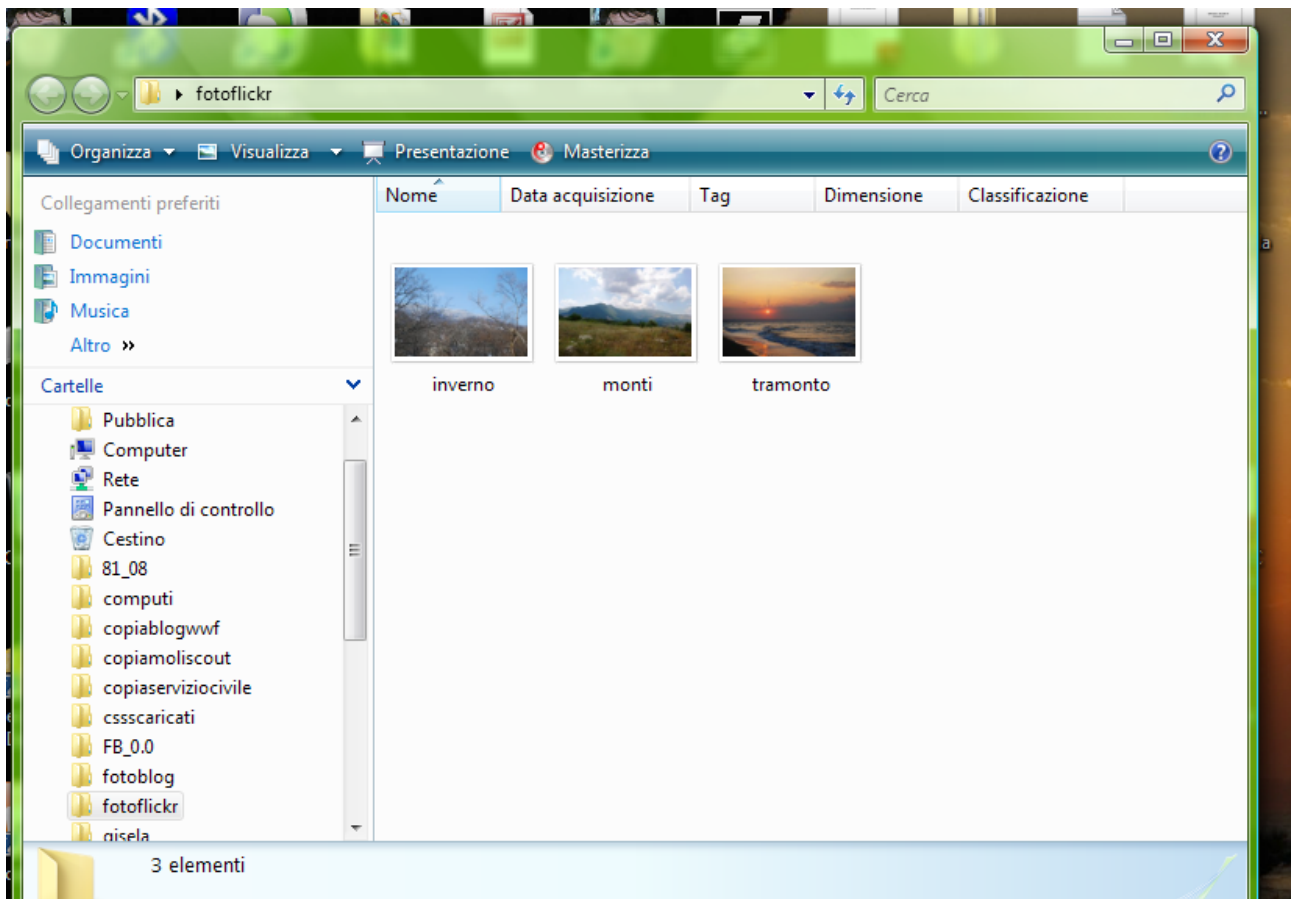 fotoflickr
Cerca
Organizza Visualizza Presentazione Masterizza
Collegamenti preferiti
Documenti
Immagini
Musica
Altro »
Cartelle
Pubblica
Computer
Rete
Pannello di controllo
Cestino
81_08
computi
copiablogwwf
copiamoliscout
copiaserviziocivile
cssscaricati
FB_0.0
fotoblog
fotoflickr
gisela
Nome Data acquisizione Tag Dimensione Classificazione
inverno monti tramonto
3 elementi